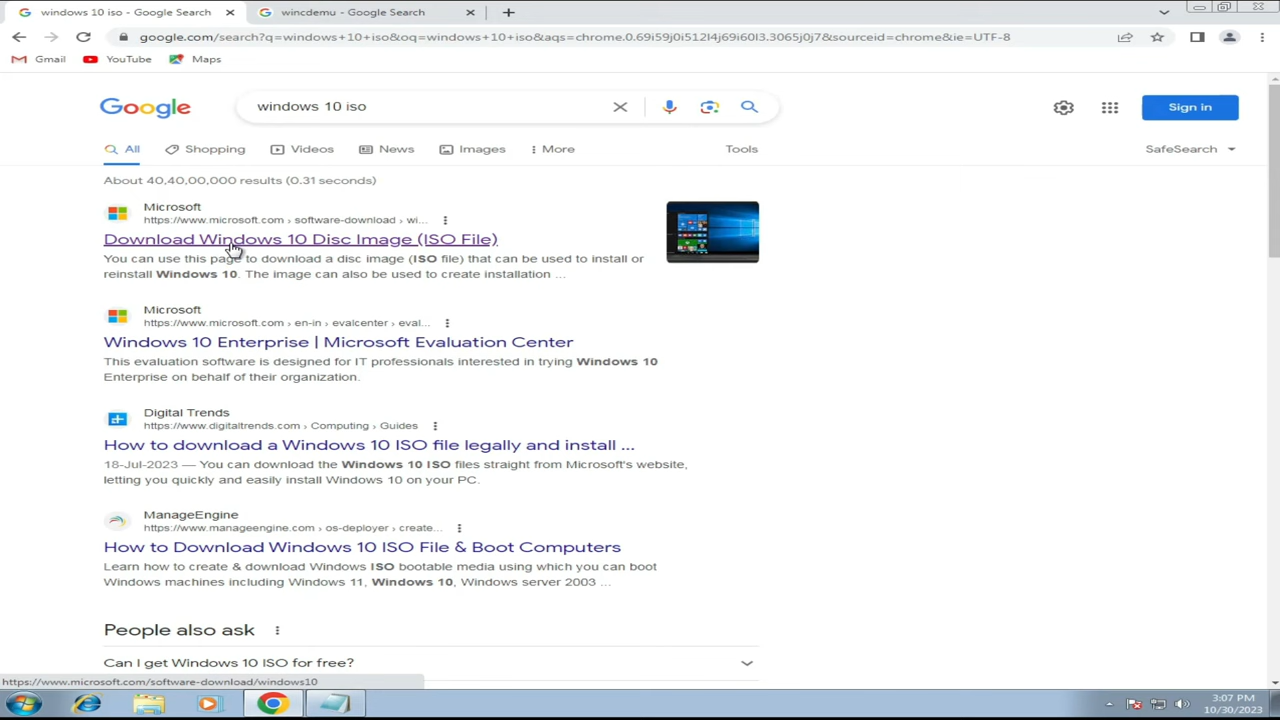 windows 10 iso - Google Search
wincdemu - Google Search
google.com/search?q=windows+10+iso&oq=windows+10+iso&aqs=chrome.0.69i59j0i512l4j69i60l3.3065j0j7&sourceid=chrome&ie=UTF-8
Gmail YouTube Maps
Google windows 10 iso Sign in
All Shopping Videos News Images More Tools SafeSearch
About 40,40,00,000 results (0.31 seconds)
Microsoft
https://www.microsoft.com › software-download › wi...
Download Windows 10 Disc Image (ISO File)
You can use this page to download a disc image (ISO file) that can be used to install or
reinstall Windows 10. The image can also be used to create installation ...
Microsoft
https://www.microsoft.com › en-in › evalcenter › eval...
Windows 10 Enterprise | Microsoft Evaluation Center
This evaluation software is designed for IT professionals interested in trying Windows 10
Enterprise on behalf of their organization.
Digital Trends
https://www.digitaltrends.com › Computing › Guides
How to download a Windows 10 ISO file legally and install ...
18-Jul-2023 — You can download the Windows 10 ISO files straight from Microsoft's website,
letting you quickly and easily install Windows 10 on your PC.
ManageEngine
https://www.manageengine.com › os-deployer › create...
How to Download Windows 10 ISO File & Boot Computers
Learn how to create & download Windows ISO bootable media using which you can boot
Windows machines including Windows 11, Windows 10, Windows server 2003 ...
People also ask
Can I get Windows 10 ISO for free?
https://www.microsoft.com/software-download/windows10
3:07 PM
10/30/2023